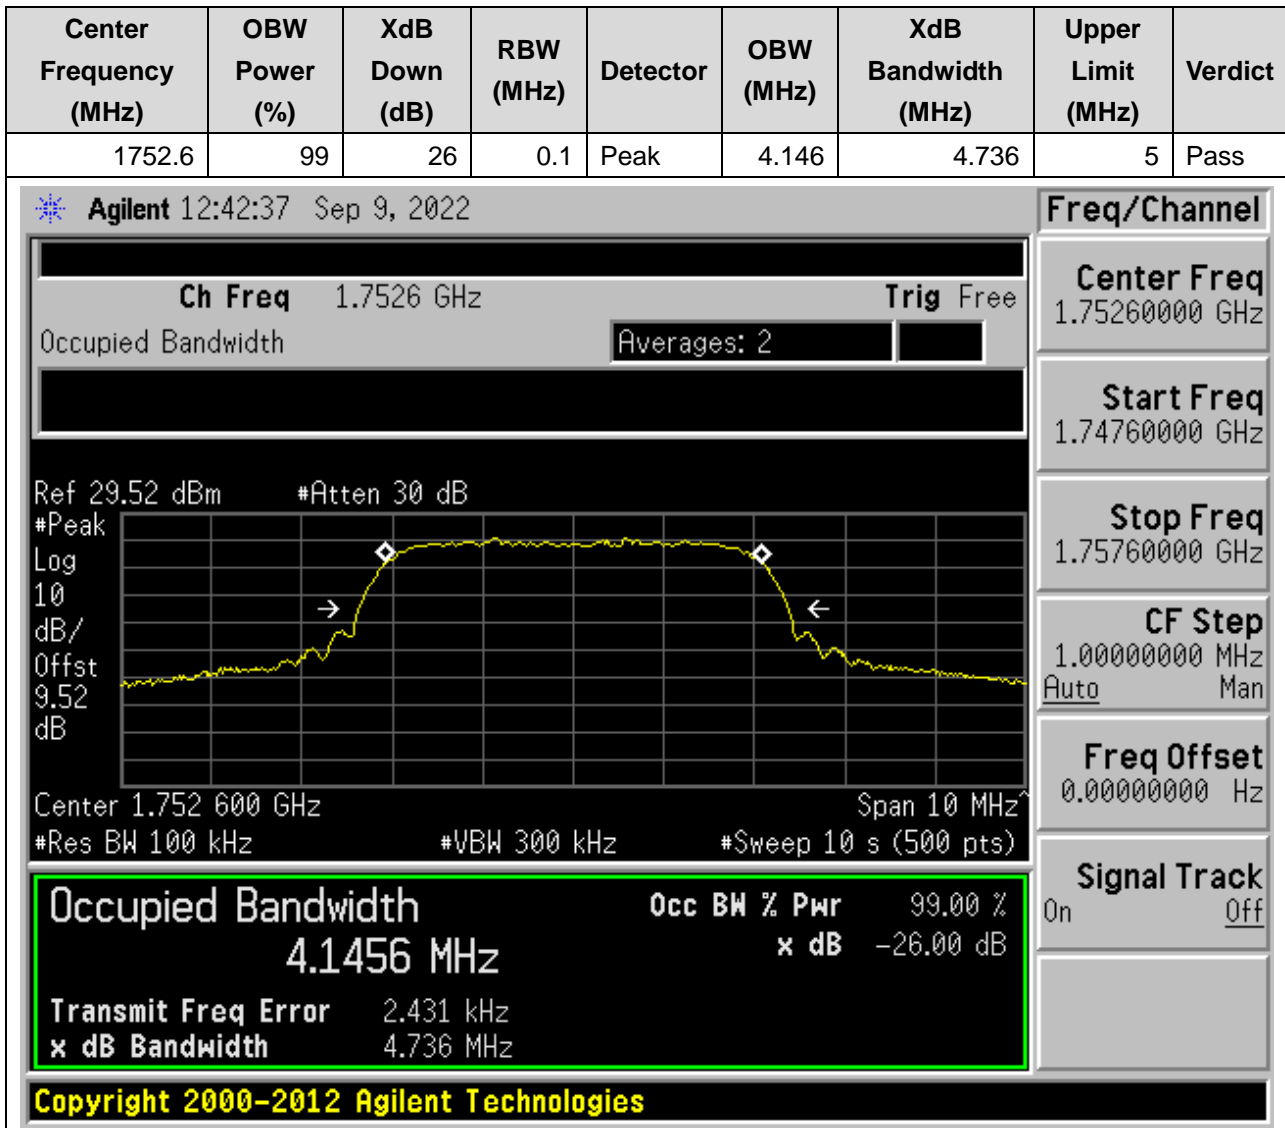 Center Frequency (MHz) OBW Power (%) XdB Down (dB) RBW (MHz) Detector OBW (MHz) XdB Bandwidth (MHz) Upper Limit (MHz) Verdict
1752.6 99 26 0.1 Peak 4.146 4.736 5 Pass
Agilent 12:42:37 Sep 9, 2022
Freq/Channel
Ch Freq 1.7526 GHz Trig Free
Occupied Bandwidth Averages: 2
Center Freq
1.75260000 GHz
Start Freq
1.74760000 GHz
Stop Freq
1.75760000 GHz
CF Step
1.00000000 MHz
Auto Man
Freq Offset
0.00000000 Hz
Signal Track
On Off
Ref 29.52 dBm #Atten 30 dB
#Peak
Log
10
dB/
Offst
9.52
dB
Center 1.752 600 GHz Span 10 MHz^
#Res BW 100 kHz #VBW 300 kHz #Sweep 10 s (500 pts)
Occupied Bandwidth
4.1456 MHz
Occ BW % Pwr 99.00 %
x dB -26.00 dB
Transmit Freq Error 2.431 kHz
x dB Bandwidth 4.736 MHz
Copyright 2000-2012 Agilent Technologies